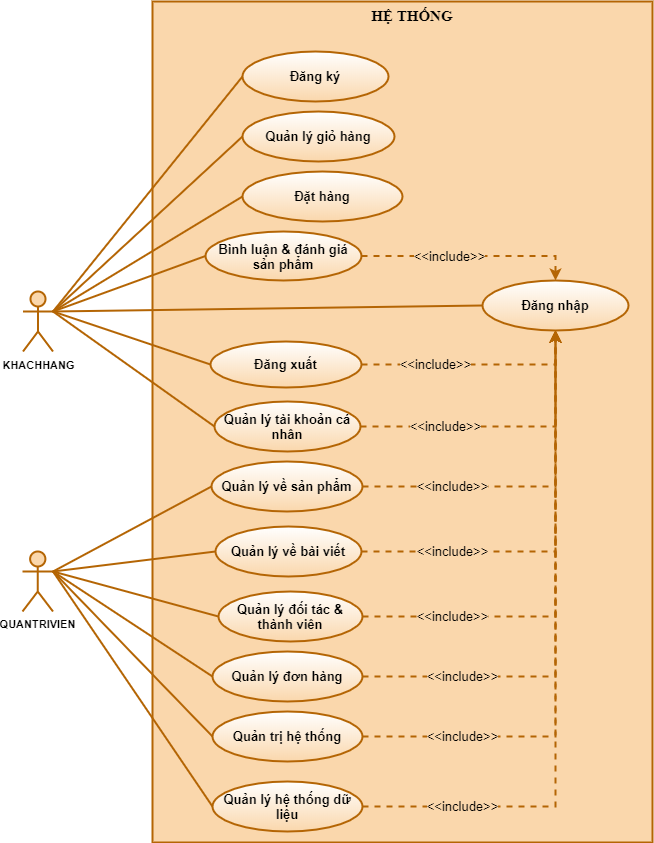 HỆ THỐNG
Đăng ký
Quản lý giỏ hàng
Đặt hàng
Bình luận & đánh giá
sản phẩm
<<include>>
Đăng nhập
KHACHHANG
Đăng xuất
<<include>>
Quản lý tài khoản cá
nhân
<<include>>
Quản lý về sản phẩm
<<include>>
Quản lý về bài viết
<<include>>
QUANTRIVIEN
Quản lý đối tác &
thành viên
<<include>>
Quản lý đơn hàng
<<include>>
Quản trị hệ thống
<<include>>
Quản lý hệ thống dữ
liệu
<<include>>